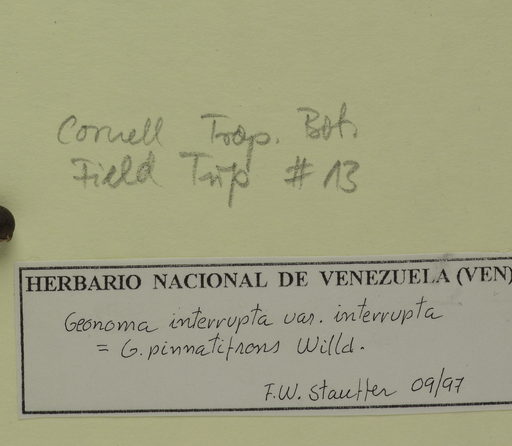 Cornell Trop. Bot.
Field Trip # 13
HERBARIO NACIONAL DE VENEZUELA (VEN)
Geonoma interrupta var. interrupta
= G. pinnatifrons Willd.
F.W. Stauffer 09/97